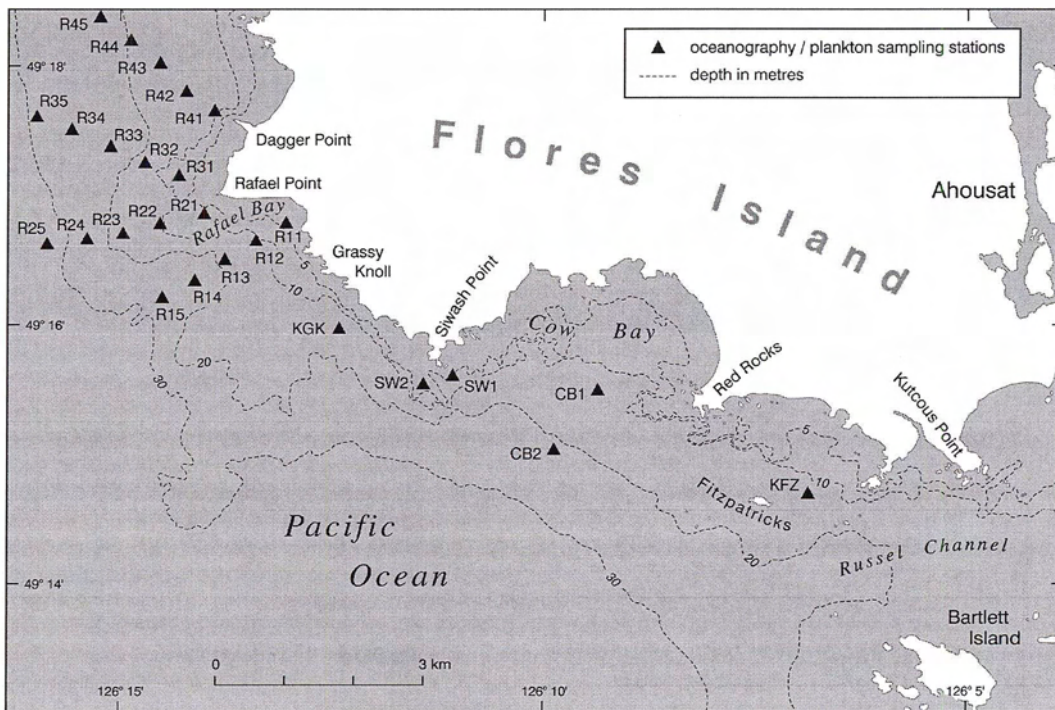 R45
R44
R43
R42
R41
R35
R34
R33
R32
R31
49° 18'
▲ oceanography / plankton sampling stations
------ depth in metres
Flores Island
Dagger Point
Rafael Point
Ahousat
R25
R24
R23
R22
R21
Rafael Bay
R11
R12
R13
R14
R15
5
10
20
30
Grassy
Knoll
Siwash Point
49° 16'
KGK
Cow Bay
SW2
SW1
CB1
CB2
Red Rocks
Kutcous Point
5
10
KFZ
Fitzpatricks
20
30
Russel Channel
Pacific
Ocean
49° 14'
Bartlett
Island
0
3 km
126° 15'
126° 10'
126° 5'